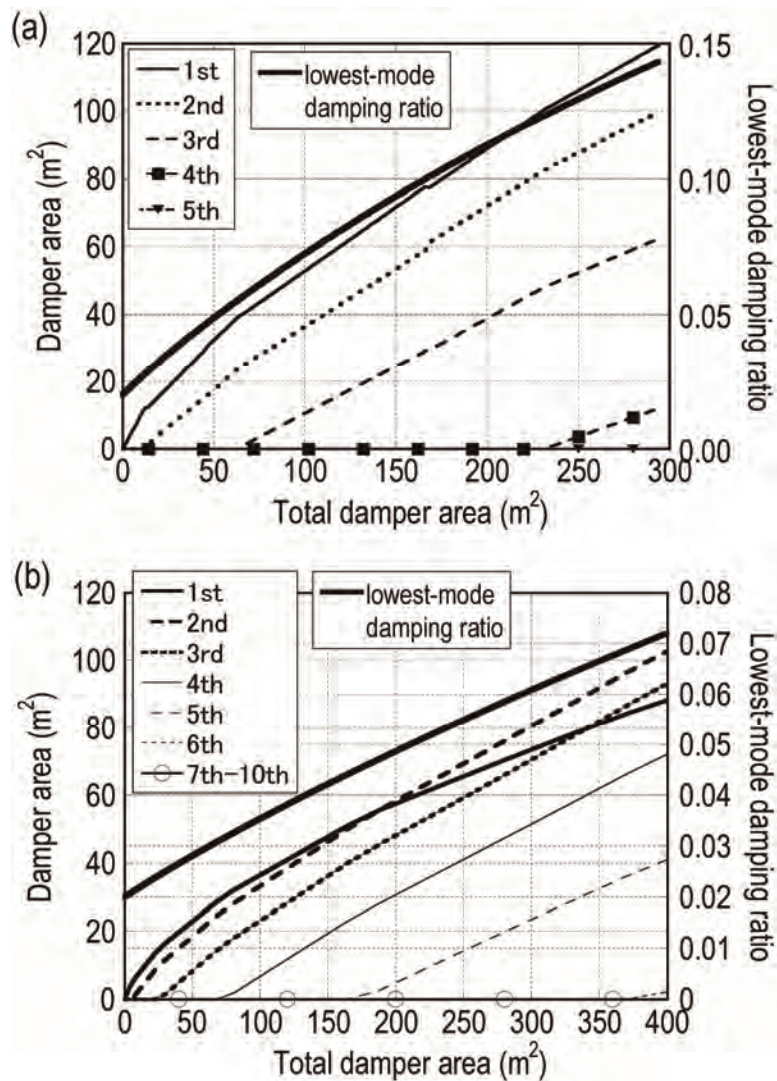 (a)
120
100
80
60
40
20
0
Damper area (m²)
1st
2nd
3rd
4th
5th
lowest-mode
damping ratio
0.15
0.10
0.05
0.00
Lowest-mode damping ratio
0 50 100 150 200 250 300
Total damper area (m²)
(b)
120
100
80
60
40
20
0
Damper area (m²)
1st
2nd
3rd
4th
5th
6th
7th-10th
lowest-mode
damping ratio
0.08
0.07
0.06
0.05
0.04
0.03
0.02
0.01
0
Lowest-mode damping ratio
0 50 100 150 200 250 300 350 400
Total damper area (m²)